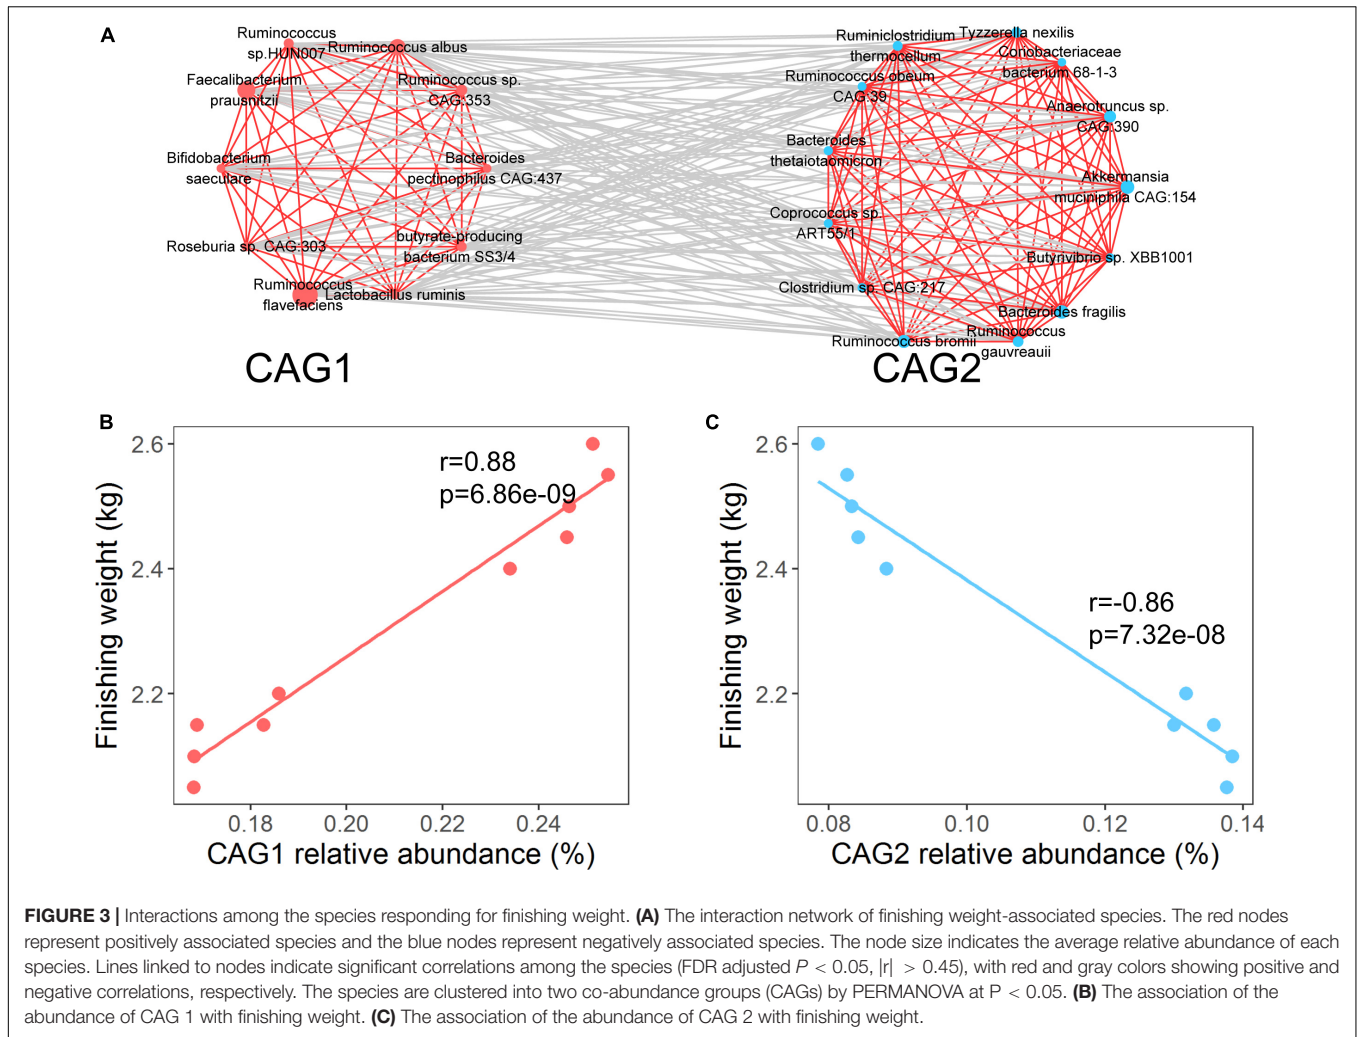 A
Ruminococcus
sp.HUN007
Ruminococcus albus
Faecalibacterium
prausnitzii
Ruminococcus sp.
CAG:353
Bifidobacterium
saeculare
Bacteroides
pectinophilus CAG:437
Roseburia sp. CAG:303
butyrate-producing
bacterium SS3/4
Ruminococcus
flavefaciens
Lactobacillus ruminis
CAG1
Ruminiclostridium
thermocellum
Tyzzerella nexilis
Coriobacteriaceae
bacterium 68-1-3
Ruminococcus obeum
CAG:39
Anaerotruncus sp.
CAG:390
Bacteroides
thetaiotaomicron
Akkermansia
muciniphila CAG:154
Coprococcus sp.
ART55/1
Butyrivibrio sp. XBB1001
Clostridium sp. CAG:217
Bacteroides fragilis
Ruminococcus bromii
Ruminococcus
gauvreauii
CAG2
B
Finishing weight (kg)
2.6
2.4
2.2
r=0.88
p=6.86e-09
0.18 0.20 0.22 0.24
CAG1 relative abundance (%)
C
Finishing weight (kg)
2.6
2.4
2.2
r=-0.86
p=7.32e-08
0.08 0.10 0.12 0.14
CAG2 relative abundance (%)
FIGURE 3 | Interactions among the species responding for finishing weight. (A) The interaction network of finishing weight-associated species. The red nodes
represent positively associated species and the blue nodes represent negatively associated species. The node size indicates the average relative abundance of each
species. Lines linked to nodes indicate significant correlations among the species (FDR adjusted P < 0.05, |r| > 0.45), with red and gray colors showing positive and
negative correlations, respectively. The species are clustered into two co-abundance groups (CAGs) by PERMANOVA at P < 0.05. (B) The association of the
abundance of CAG 1 with finishing weight. (C) The association of the abundance of CAG 2 with finishing weight.